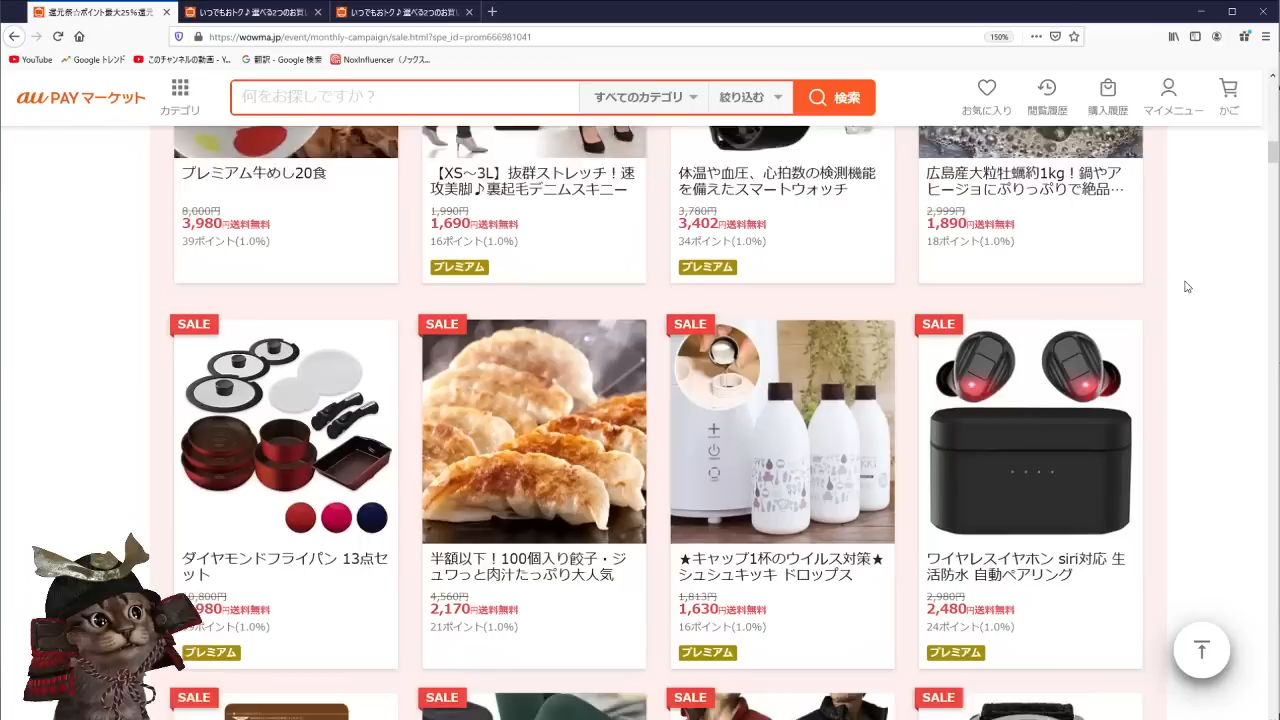 還元祭☆ポイント最大25%還元
いつでもおトク♪選べる2つのお買い
いつでもおトク♪選べる2つのお買い
https://wowma.jp/event/monthly-campaign/sale.html?spe_id=prom666981041
150%
YouTube
Google トレンド
このチャンネルの動画 - Y...
翻訳 - Google 検索
NoxInfluencer（ノックス...
au PAY マーケット
カテゴリ
何をお探しですか？
すべてのカテゴリ
絞り込む
検索
お気に入り
閲覧履歴
購入履歴
マイメニュー
かご
プレミアム牛めし20食
8,000円
3,980円送料無料
39ポイント(1.0%)
【XS～3L】抜群ストレッチ！速
攻美脚♪裏起毛デニムスキニー
1,990円
1,690円送料無料
16ポイント(1.0%)
プレミアム
体温や血圧、心拍数の検測機能
を備えたスマートウォッチ
3,780円
3,402円送料無料
34ポイント(1.0%)
プレミアム
広島産大粒牡蠣約1kg！鍋やア
ヒージョにぷりっぷりで絶品…
2,999円
1,890円送料無料
18ポイント(1.0%)
SALE
ダイヤモンドフライパン 13点セ
ット
,800円
980円送料無料
ポイント(1.0%)
プレミアム
SALE
半額以下！100個入り餃子・ジ
ュワっと肉汁たっぷり大人気
4,560円
2,170円送料無料
21ポイント(1.0%)
SALE
★キャップ1杯のウイルス対策★
シュシュキッキ ドロップス
1,813円
1,630円送料無料
16ポイント(1.0%)
プレミアム
SALE
ワイヤレスイヤホン siri対応 生
活防水 自動ペアリング
2,980円
2,480円送料無料
24ポイント(1.0%)
プレミアム
SALE
SALE
SALE
SALE